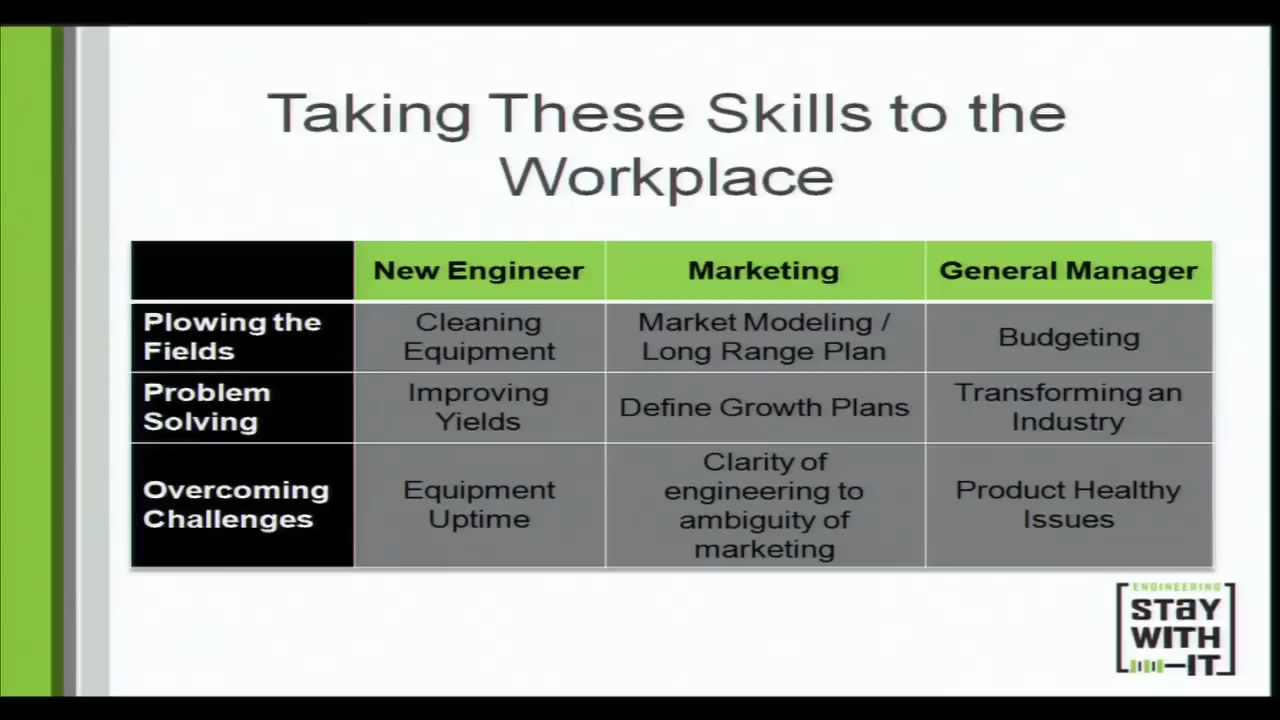 Taking These Skills to the
Workplace
New Engineer Marketing General Manager
Plowing the
Fields
Cleaning
Equipment
Market Modeling /
Long Range Plan
Budgeting
Problem
Solving
Improving
Yields
Define Growth Plans
Transforming an
Industry
Overcoming
Challenges
Equipment
Uptime
Clarity of
engineering to
ambiguity of
marketing
Product Healthy
Issues
ENGINEERING
STaY
WITH
IT